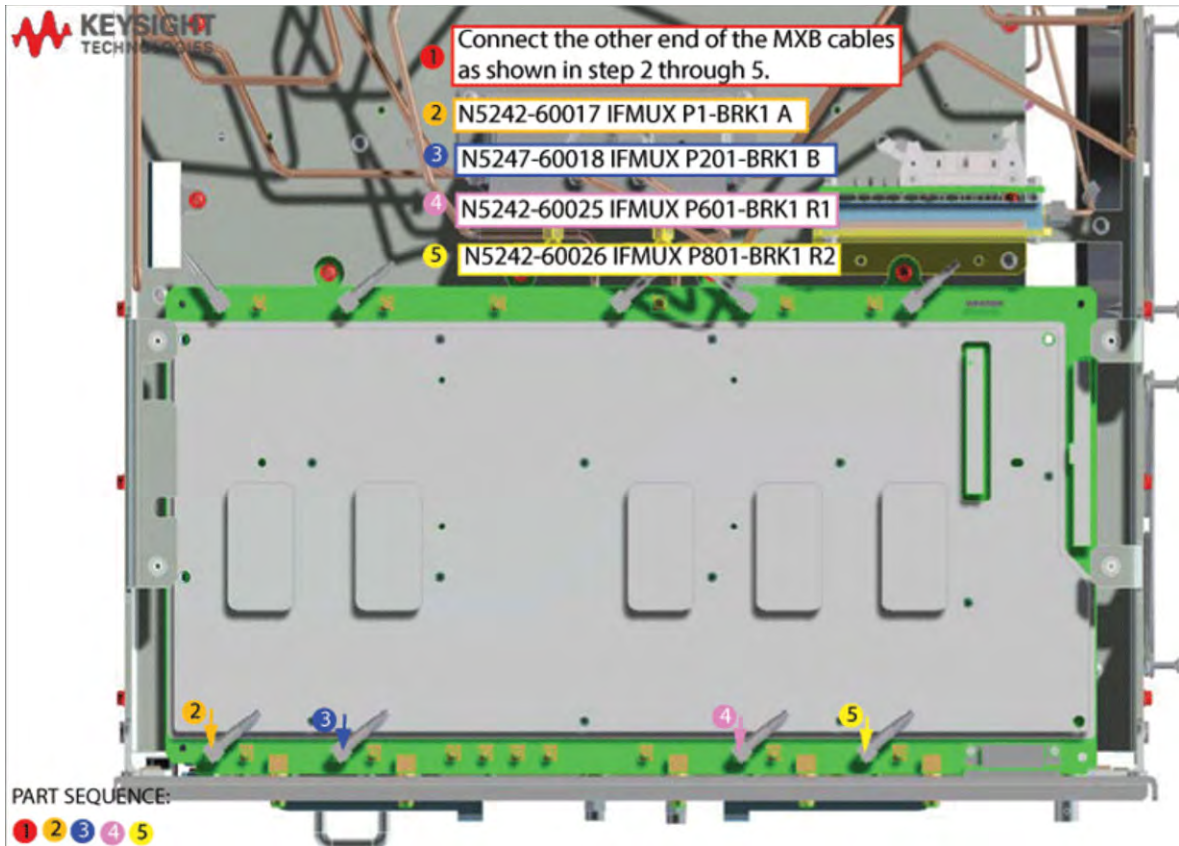 KEYSIGHT
TECHNOLOGIES
1 Connect the other end of the MXB cables
as shown in step 2 through 5.
2 N5242-60017 IFMUX P1-BRK1 A
3 N5247-60018 IFMUX P201-BRK1 B
4 N5242-60025 IFMUX P601-BRK1 R1
5 N5242-60026 IFMUX P801-BRK1 R2
2 3 4 5
PART SEQUENCE:
1 2 3 4 5